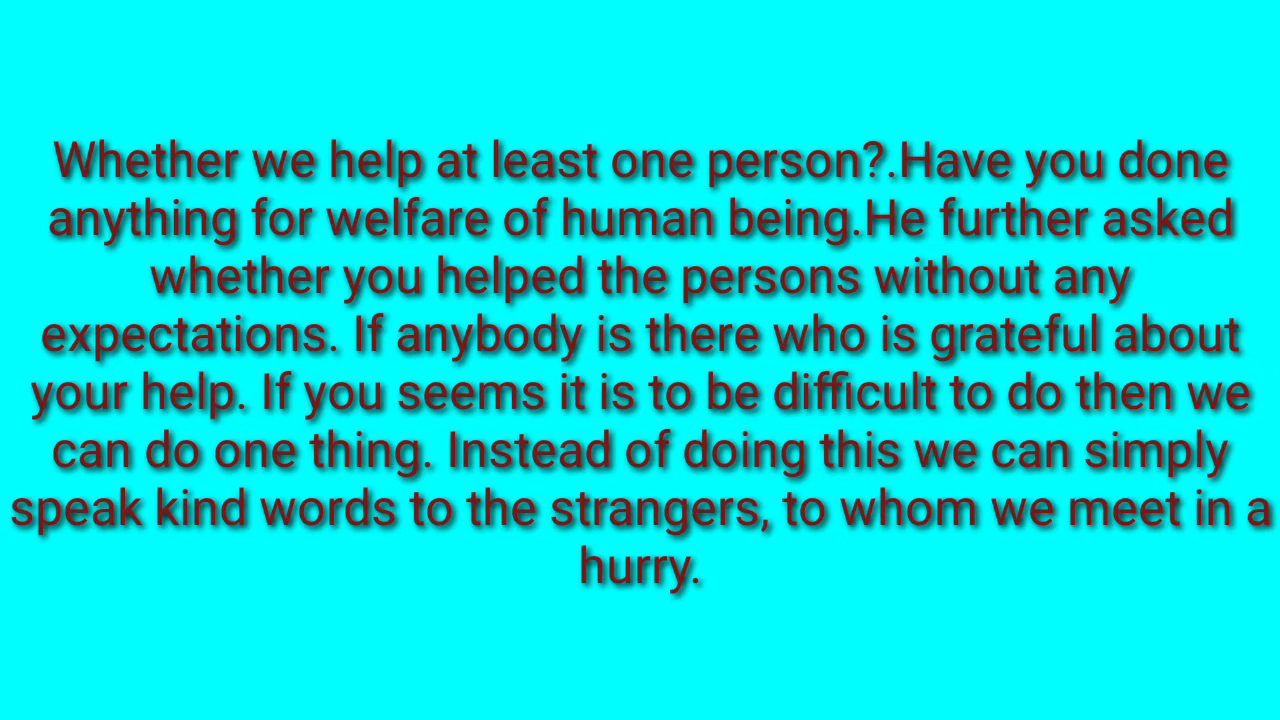 Whether we help at least one person?.Have you done
anything for welfare of human being.He further asked
whether you helped the persons without any
expectations. If anybody is there who is grateful about
your help. If you seems it is to be difficult to do then we
can do one thing. Instead of doing this we can simply
speak kind words to the strangers, to whom we meet in a
hurry.